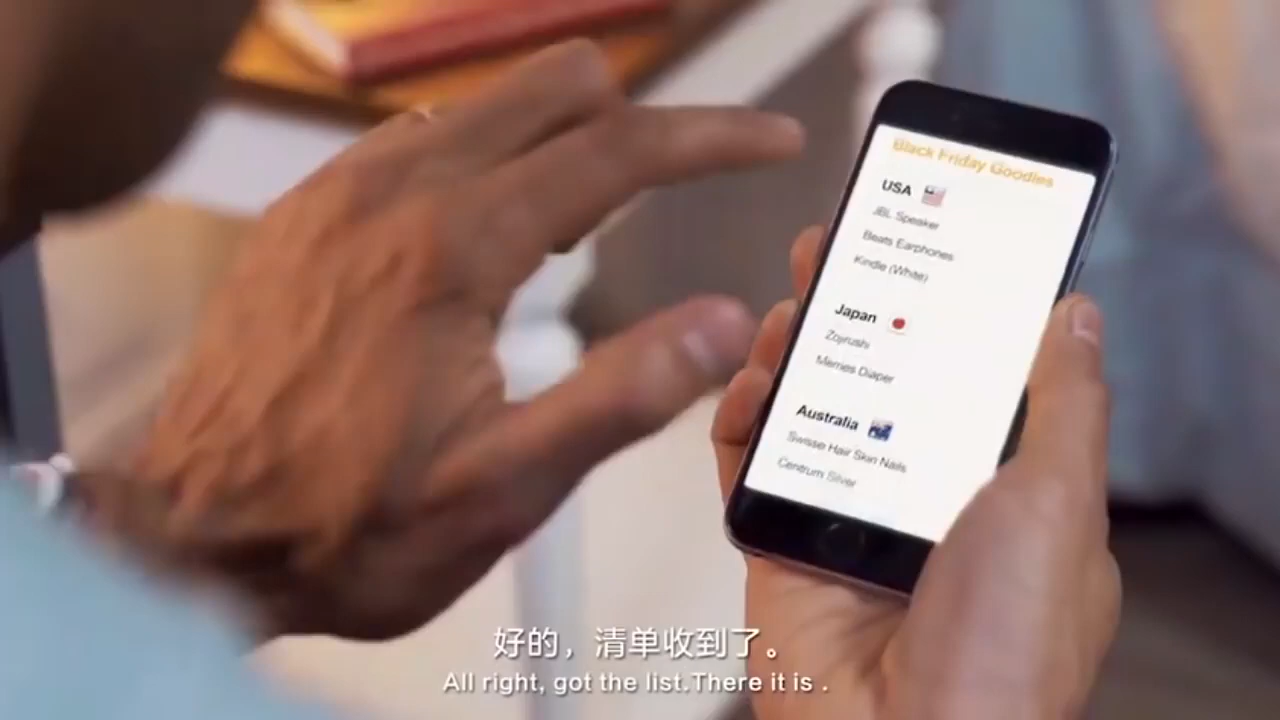 Black Friday Goodies
USA
JBL Speaker
Beats Earphones
Kindle (White)
Japan
Zojirushi
Merries Diaper
Australia
Swisse Hair Skin Nails
Centrum Silver
好的，清单收到了。
All right, got the list.There it is .